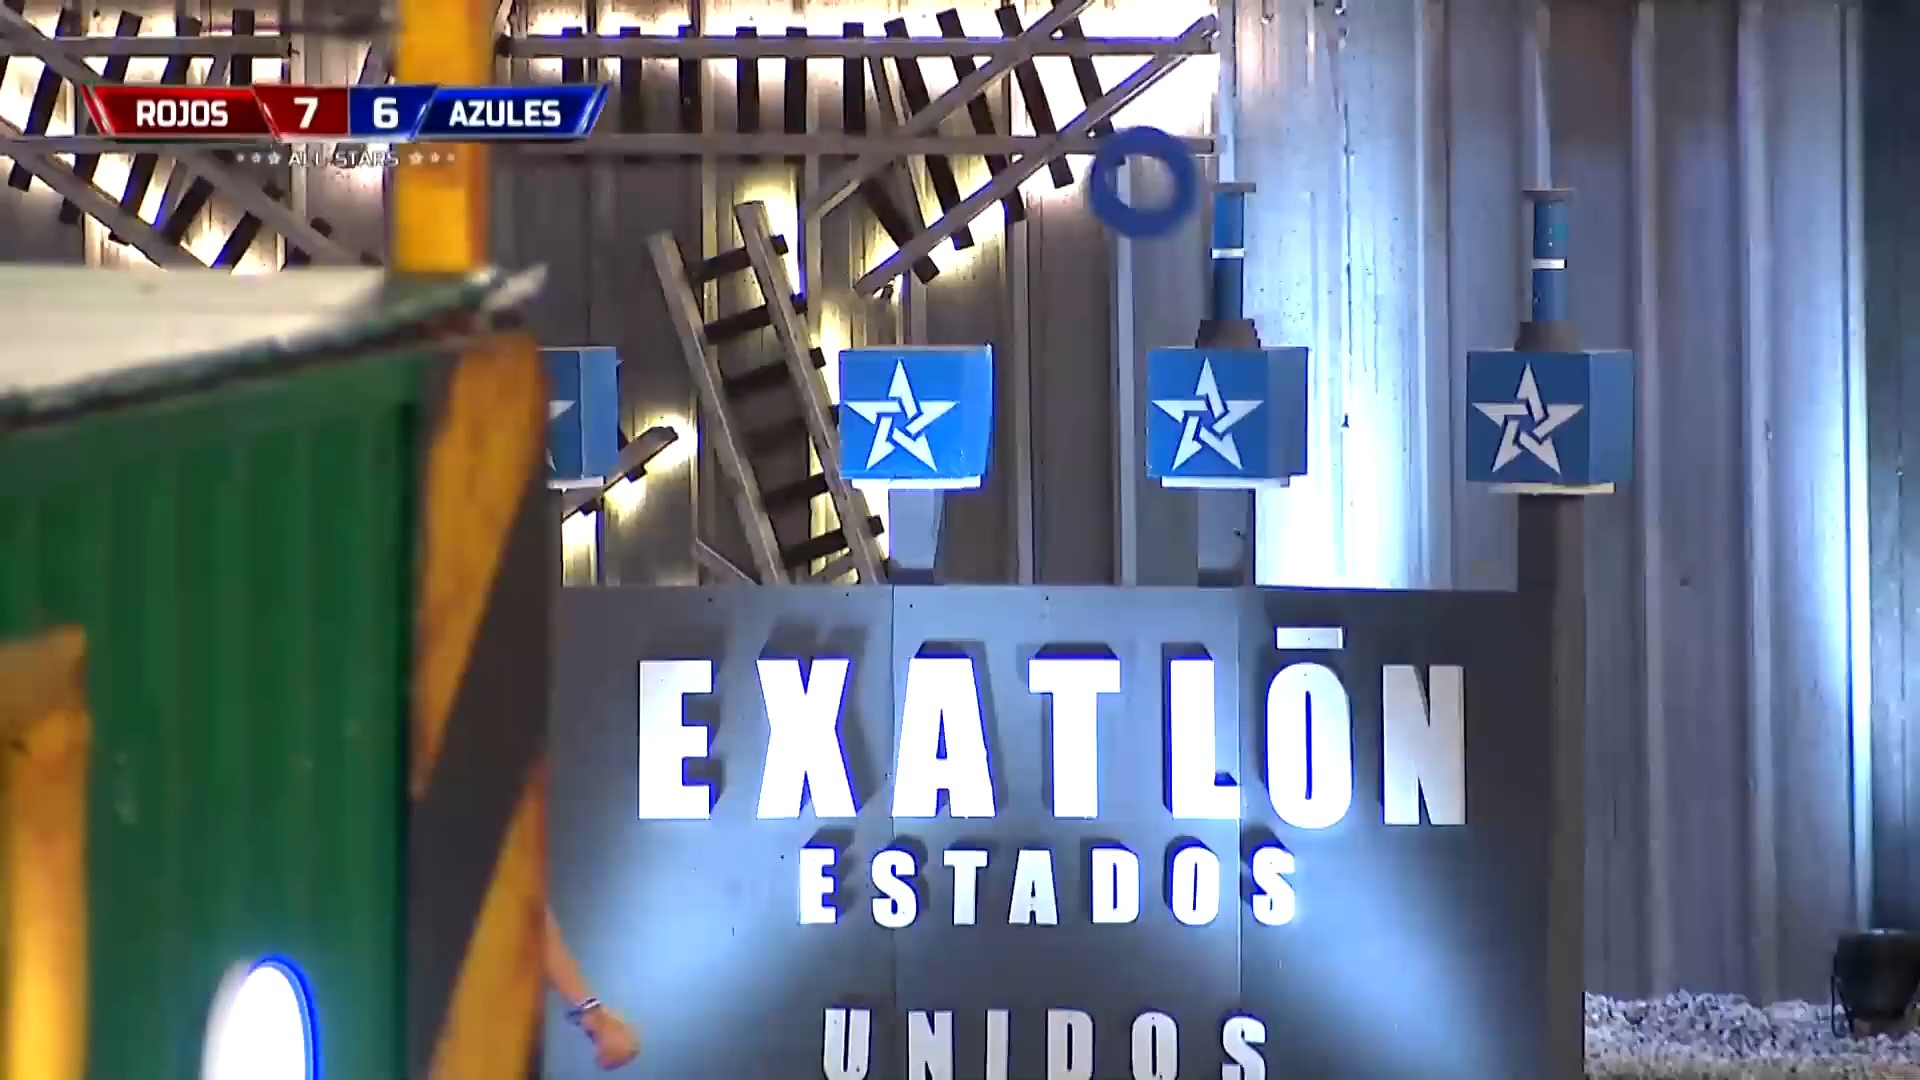 ROJOS 7 6 AZULES
ALL STARS
EXATLŌN
ESTADOS
UNIDOS